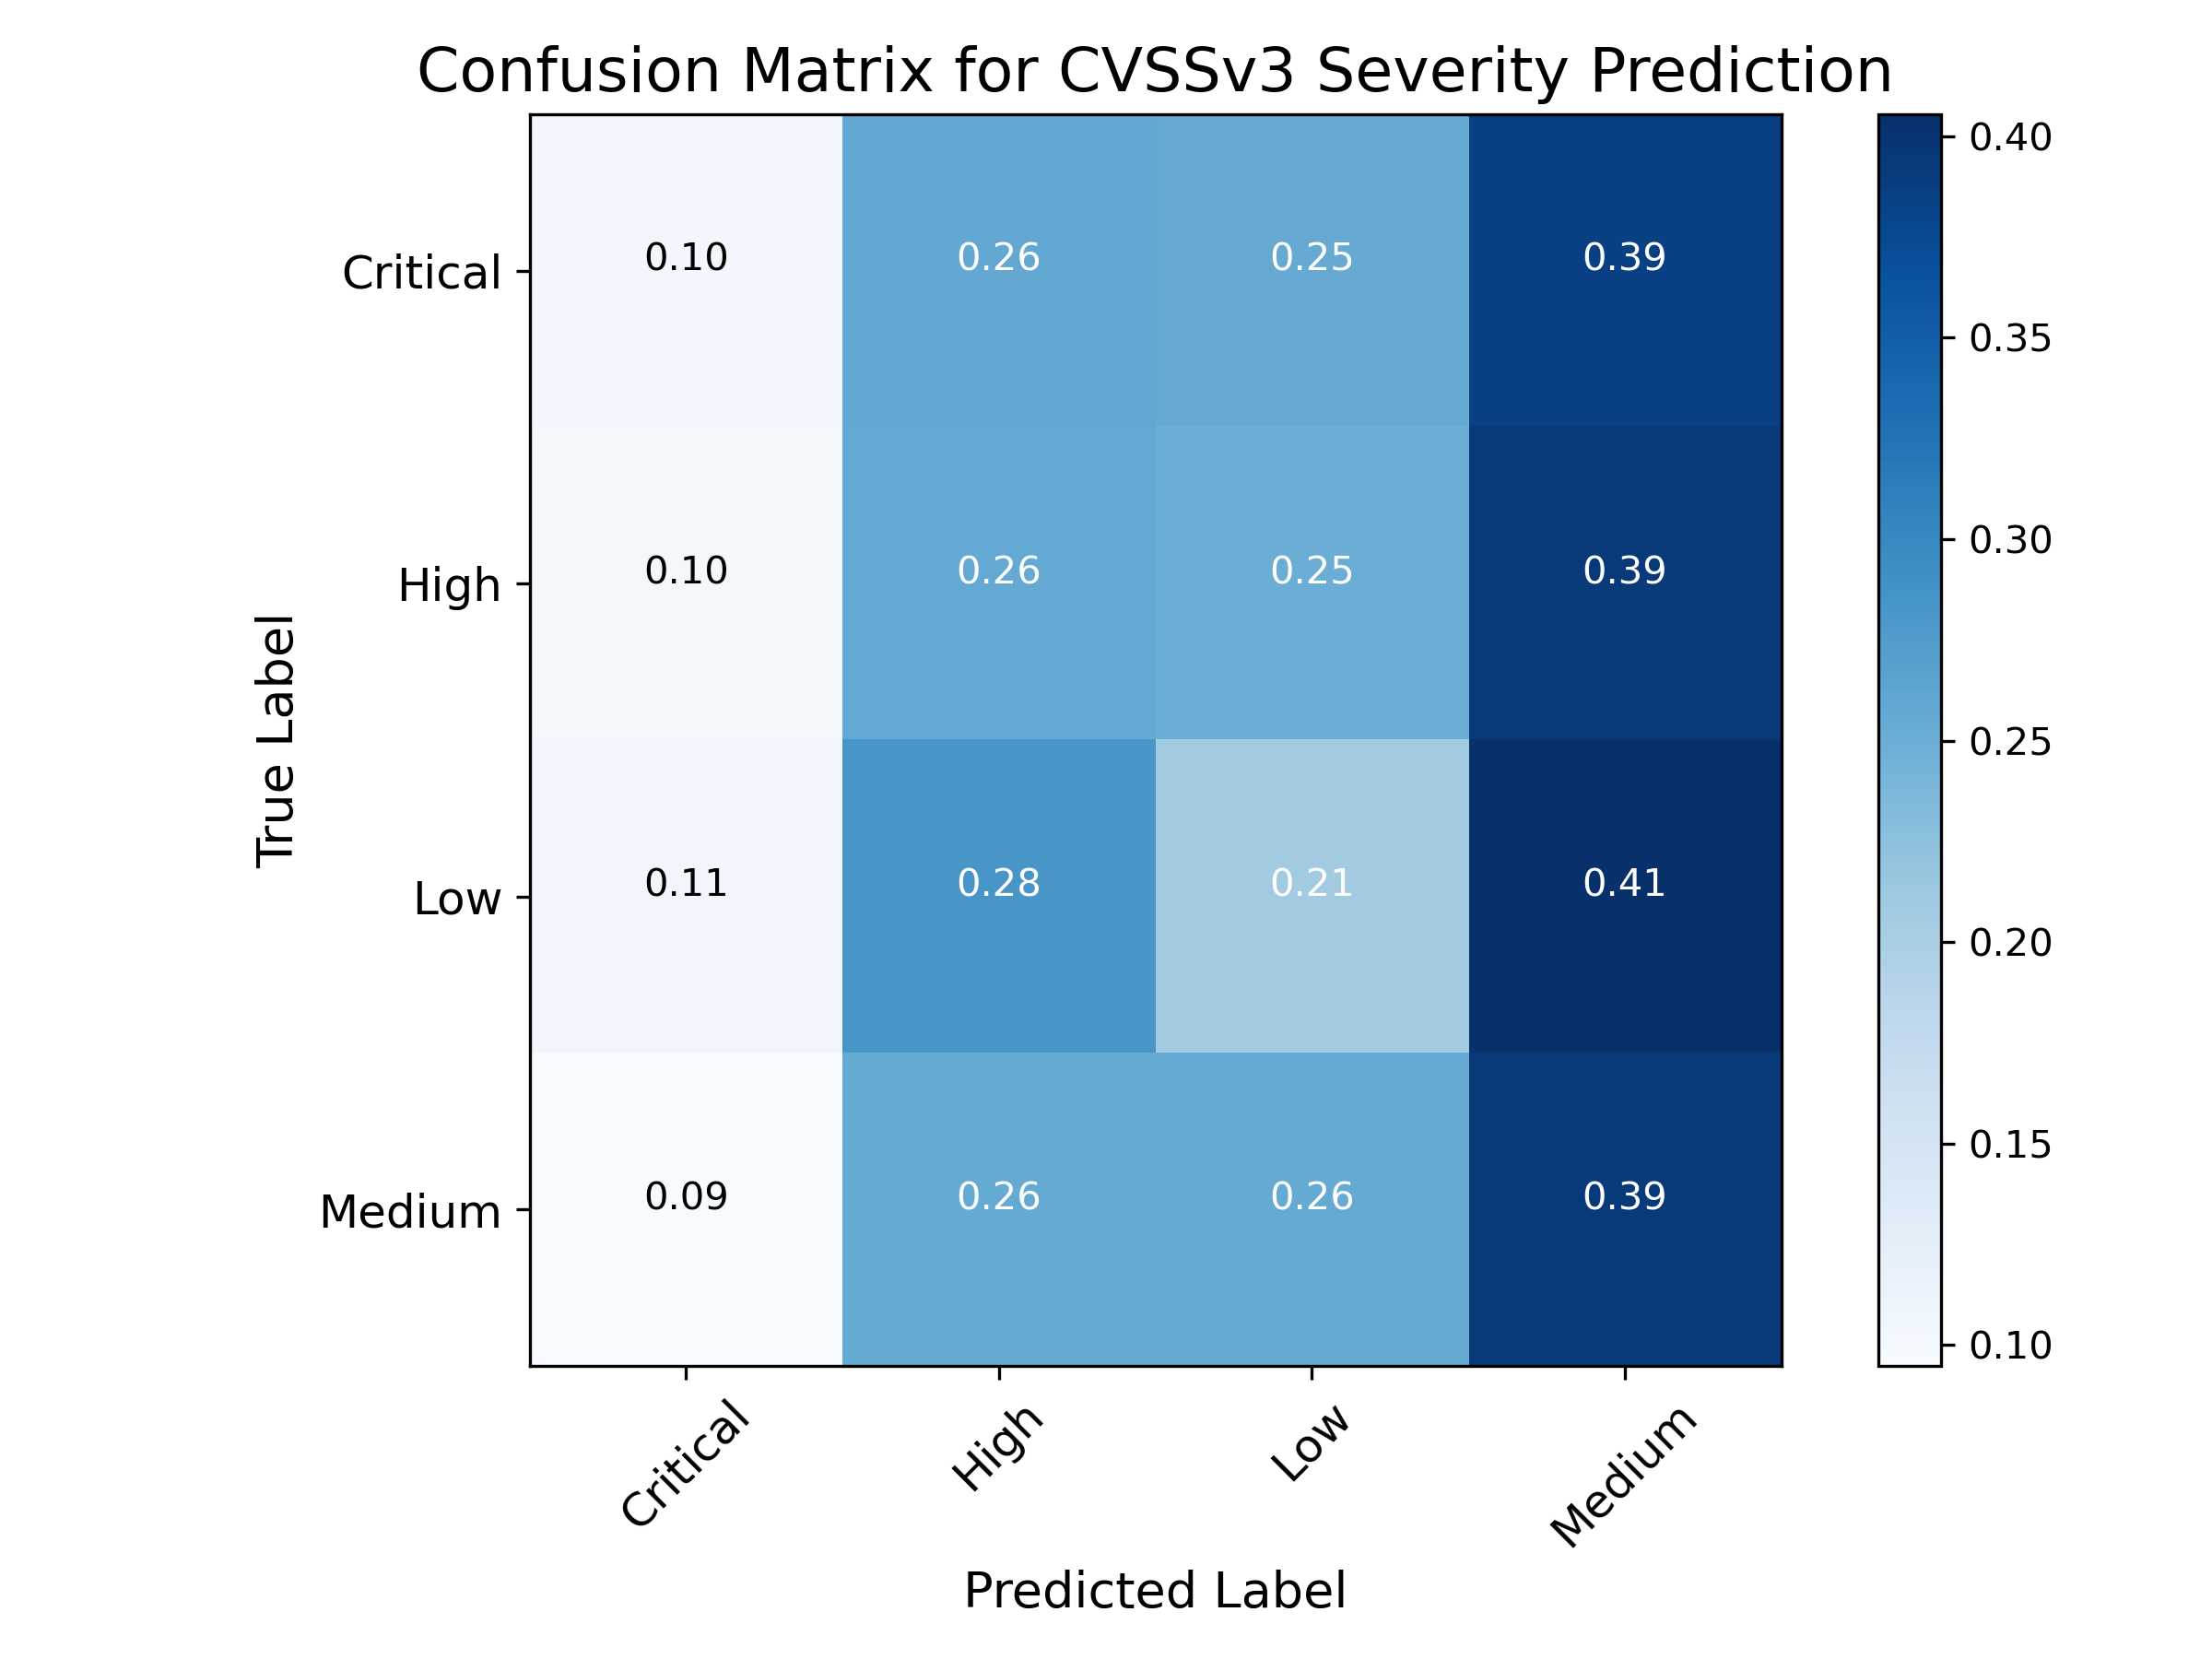 Confusion Matrix for CVSSv3 Severity Prediction
True Label
Critical 0.10 0.26 0.25 0.39
High 0.10 0.26 0.25 0.39
Low 0.11 0.28 0.21 0.41
Medium 0.09 0.26 0.26 0.39
Critical High Low Medium
Predicted Label
0.40
0.35
0.30
0.25
0.20
0.15
0.10